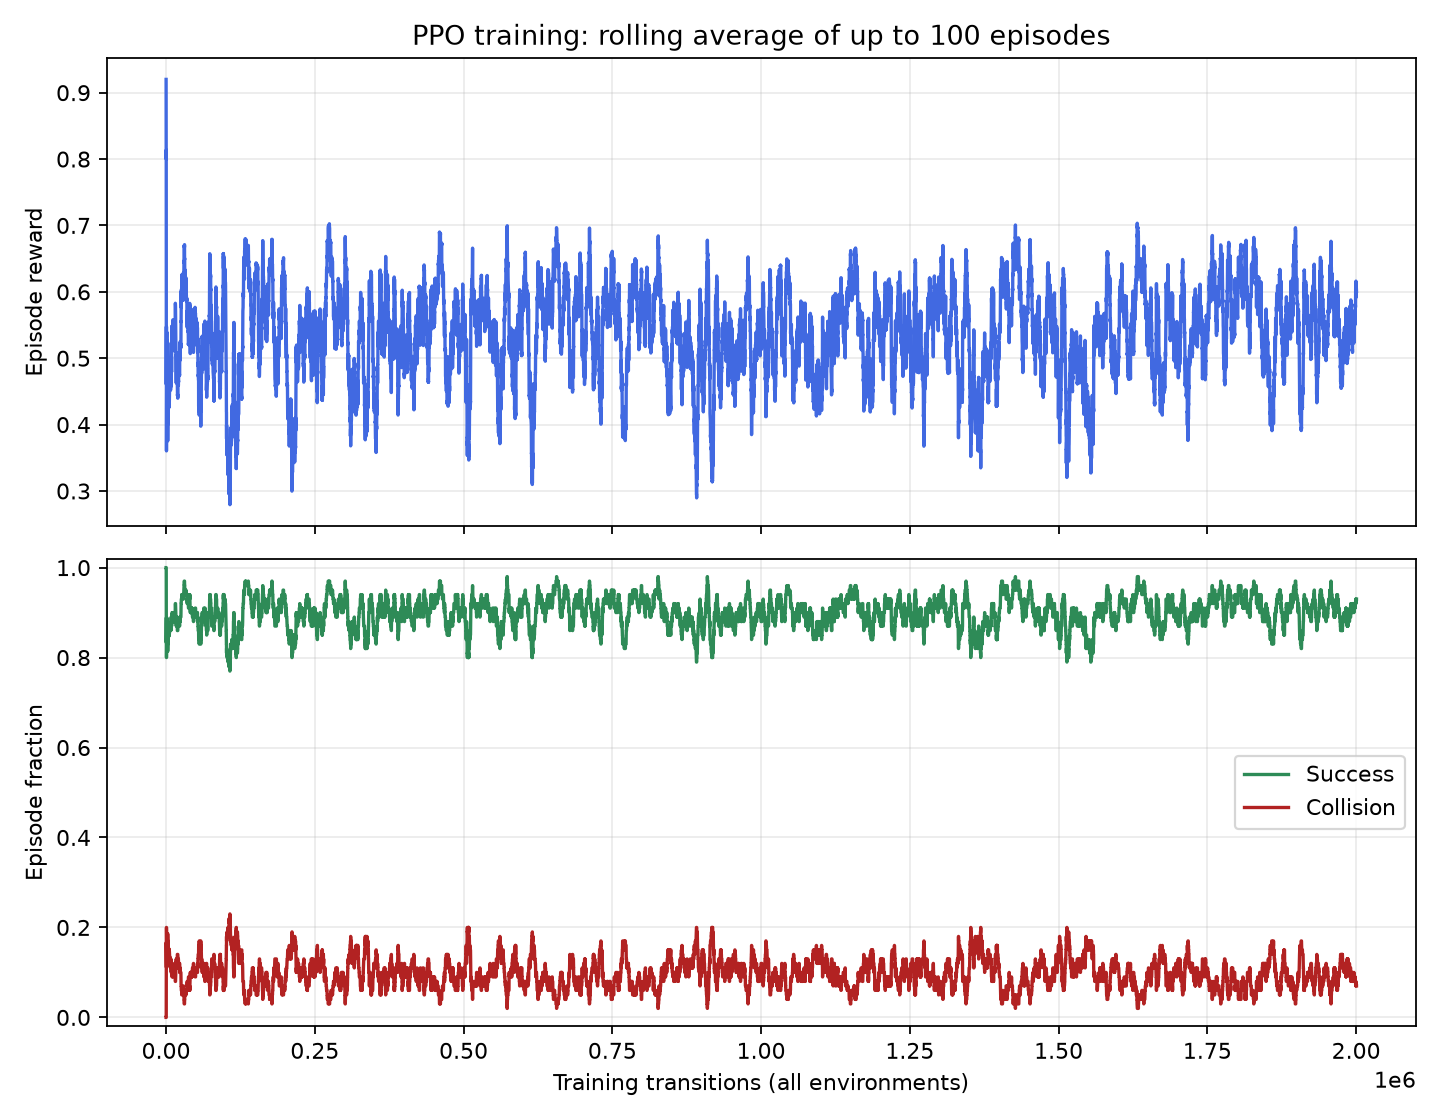 PPO training: rolling average of up to 100 episodes
0.9
0.8
0.7
0.6
0.5
0.4
0.3
Episode reward
1.0
0.8
0.6
0.4
0.2
0.0
Episode fraction
Success
Collision
0.00 0.25 0.50 0.75 1.00 1.25 1.50 1.75 2.00
1e6
Training transitions (all environments)